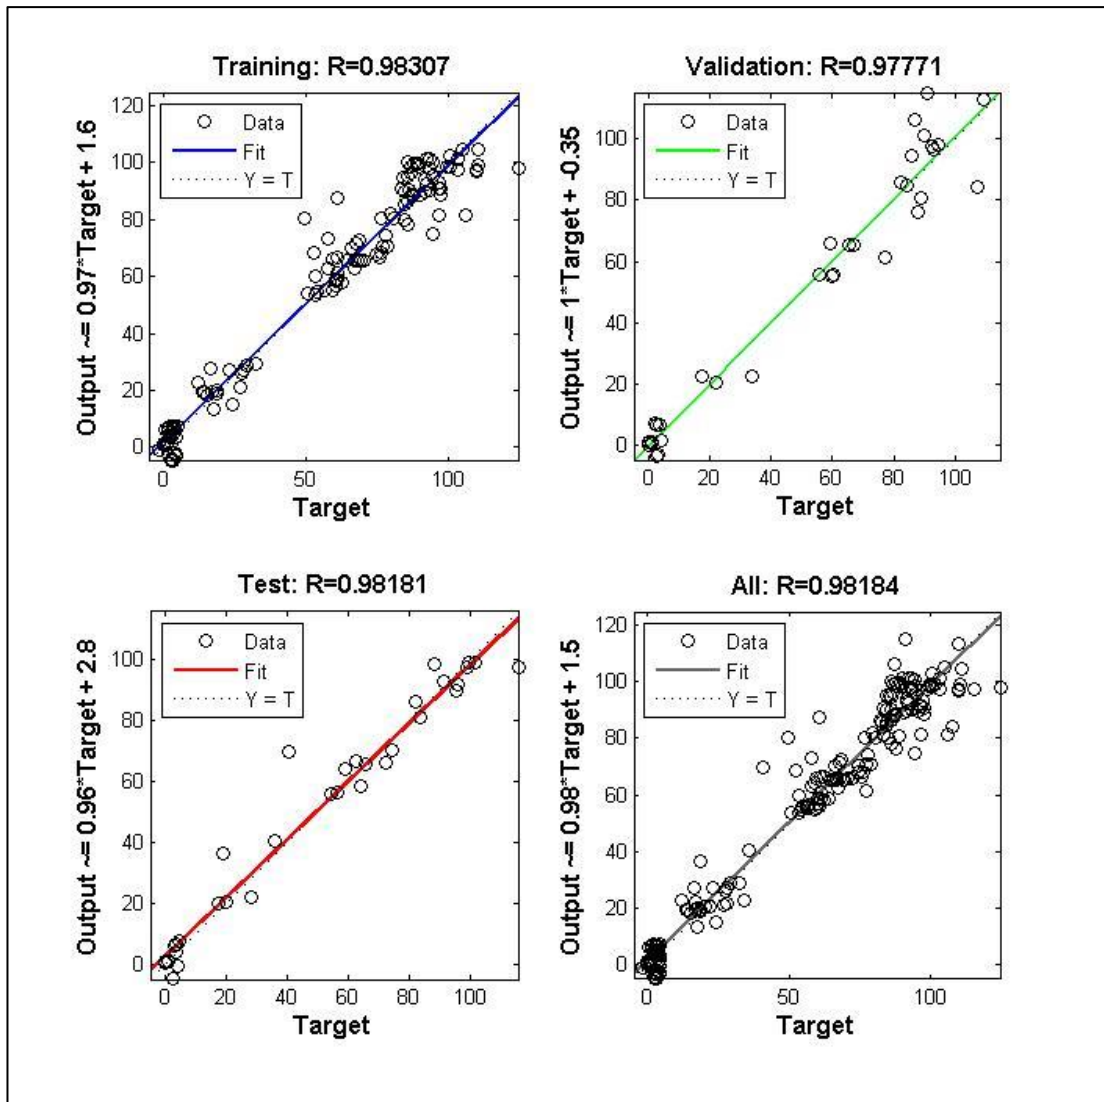 Training: R=0.98307
Output ~= 0.97*Target + 1.6
120
100
80
60
40
20
0
Data
Fit
Y = T
0 50 100
Target
Validation: R=0.97771
Output ~= 1*Target + -0.35
100
80
60
40
20
0
Data
Fit
Y = T
0 20 40 60 80 100
Target
Test: R=0.98181
Output ~= 0.96*Target + 2.8
100
80
60
40
20
0
Data
Fit
Y = T
0 20 40 60 80 100
Target
All: R=0.98184
Output ~= 0.98*Target + 1.5
120
100
80
60
40
20
0
Data
Fit
Y = T
0 50 100
Target